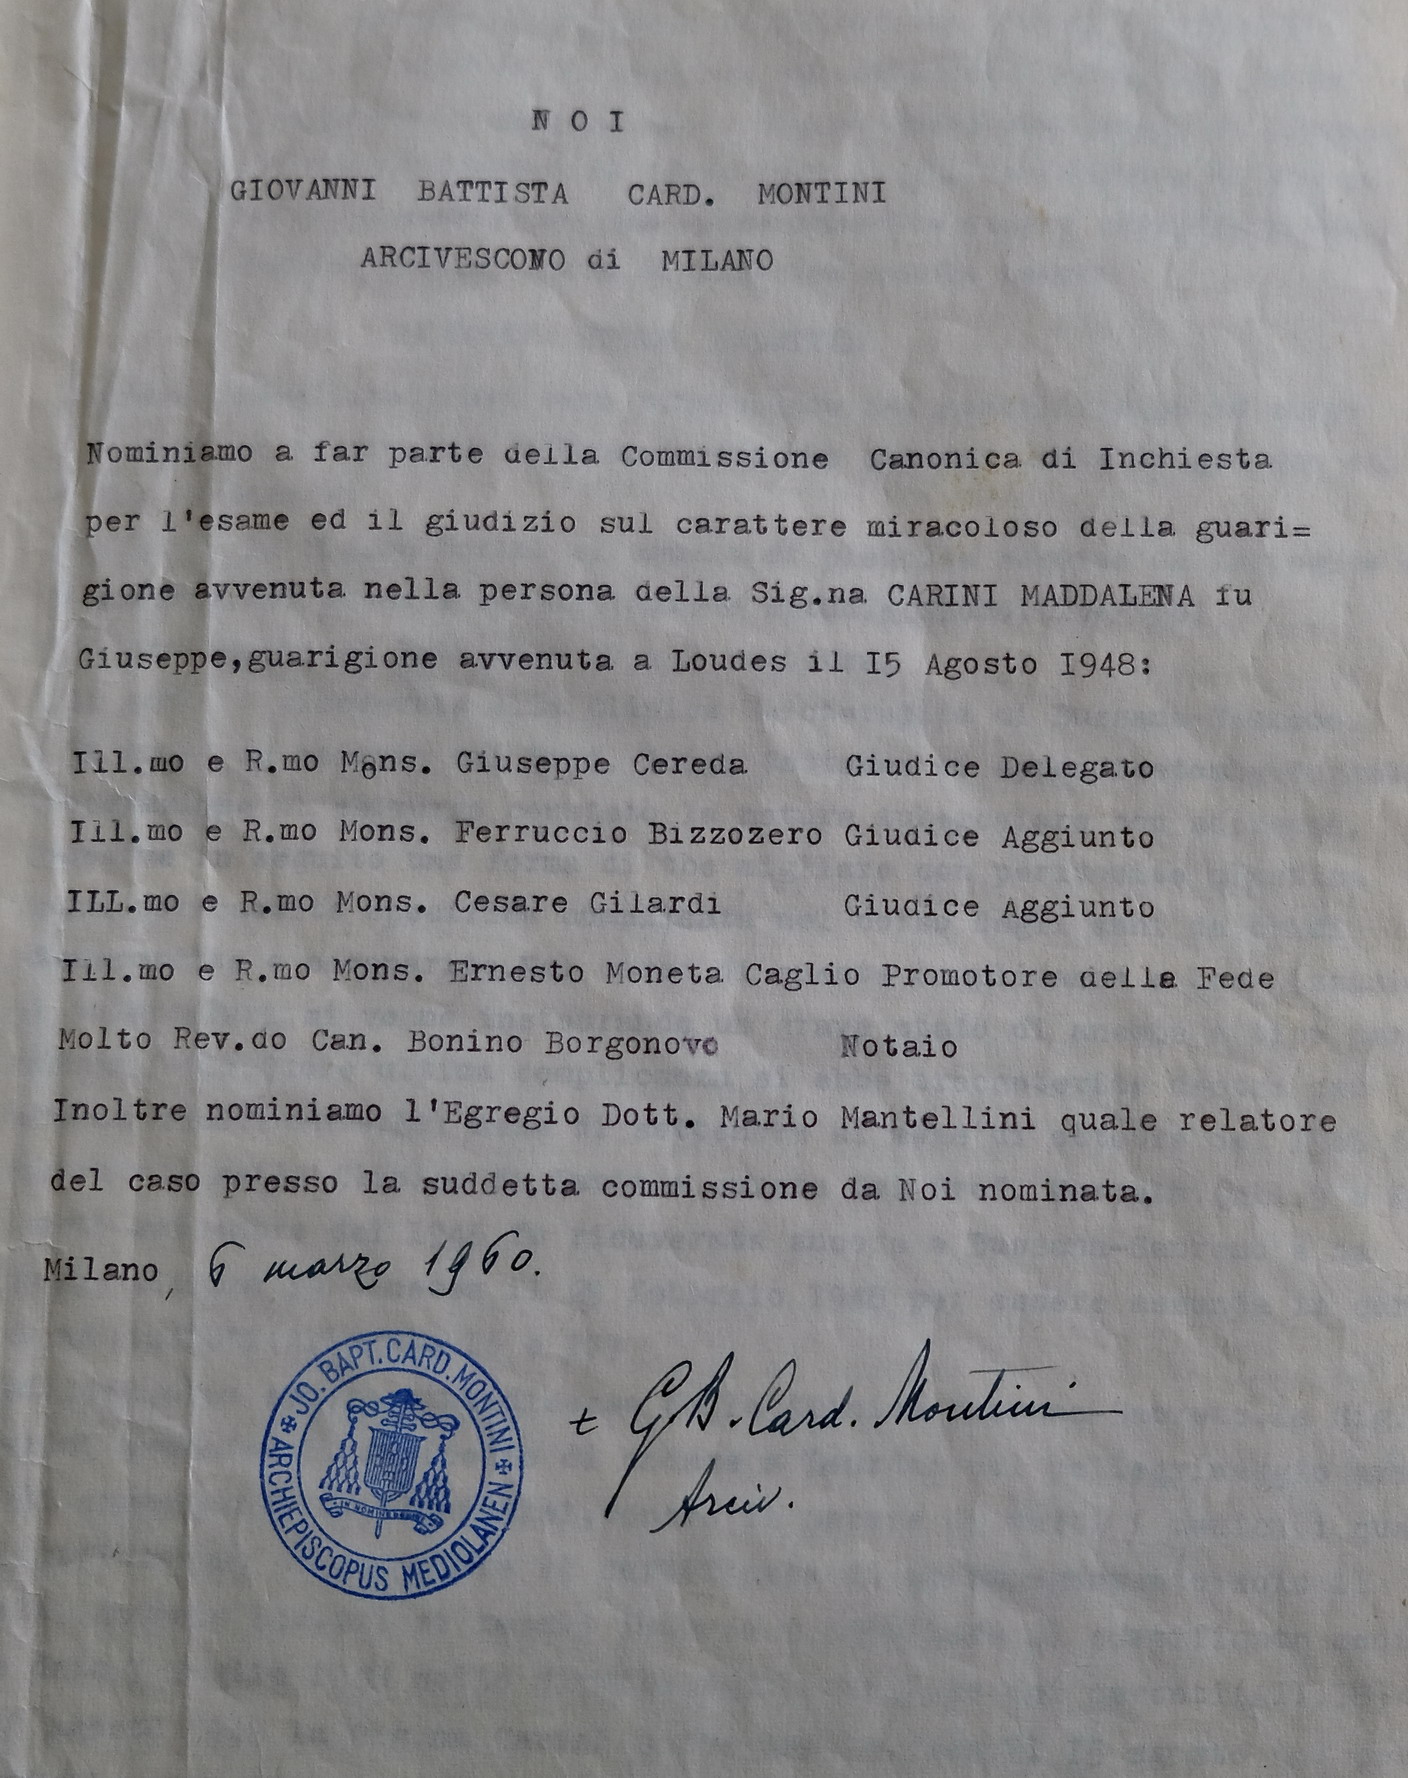 N O I
GIOVANNI BATTISTA CARD. MONTINI
ARCIVESCONO di MILANO
Nominiamo a far parte della Commissione Canonica di Inchiesta
per l'esame ed il giudizio sul carattere miracoloso della guari=
gione avvenuta nella persona della Sig.na CARINI MADDALENA fu
Giuseppe,guarigione avvenuta a Loudes il I5 Agosto I948:
Ill.mo e R.mo Mons. Giuseppe Cereda Giudice Delegato
Ill.mo e R.mo Mons. Ferruccio Bizzozero Giudice Aggiunto
ILL.mo e R.mo Mons. Cesare Gilardi Giudice Aggiunto
Ill.mo e R.mo Mons. Ernesto Moneta Caglio Promotore della Fede
Molto Rev.do Can. Bonino Borgonovo Notaio
Inoltre nominiamo l'Egregio Dott. Mario Mantellini quale relatore
del caso presso la suddetta commissione da Noi nominata.
Milano, 6 marzo 1960.
JO. BAPT. CARD. MONTINI
ARCHIEPISCOPUS MEDIOLANEN
IN NOMINE
+ GB. Card. Montini
Arciv.